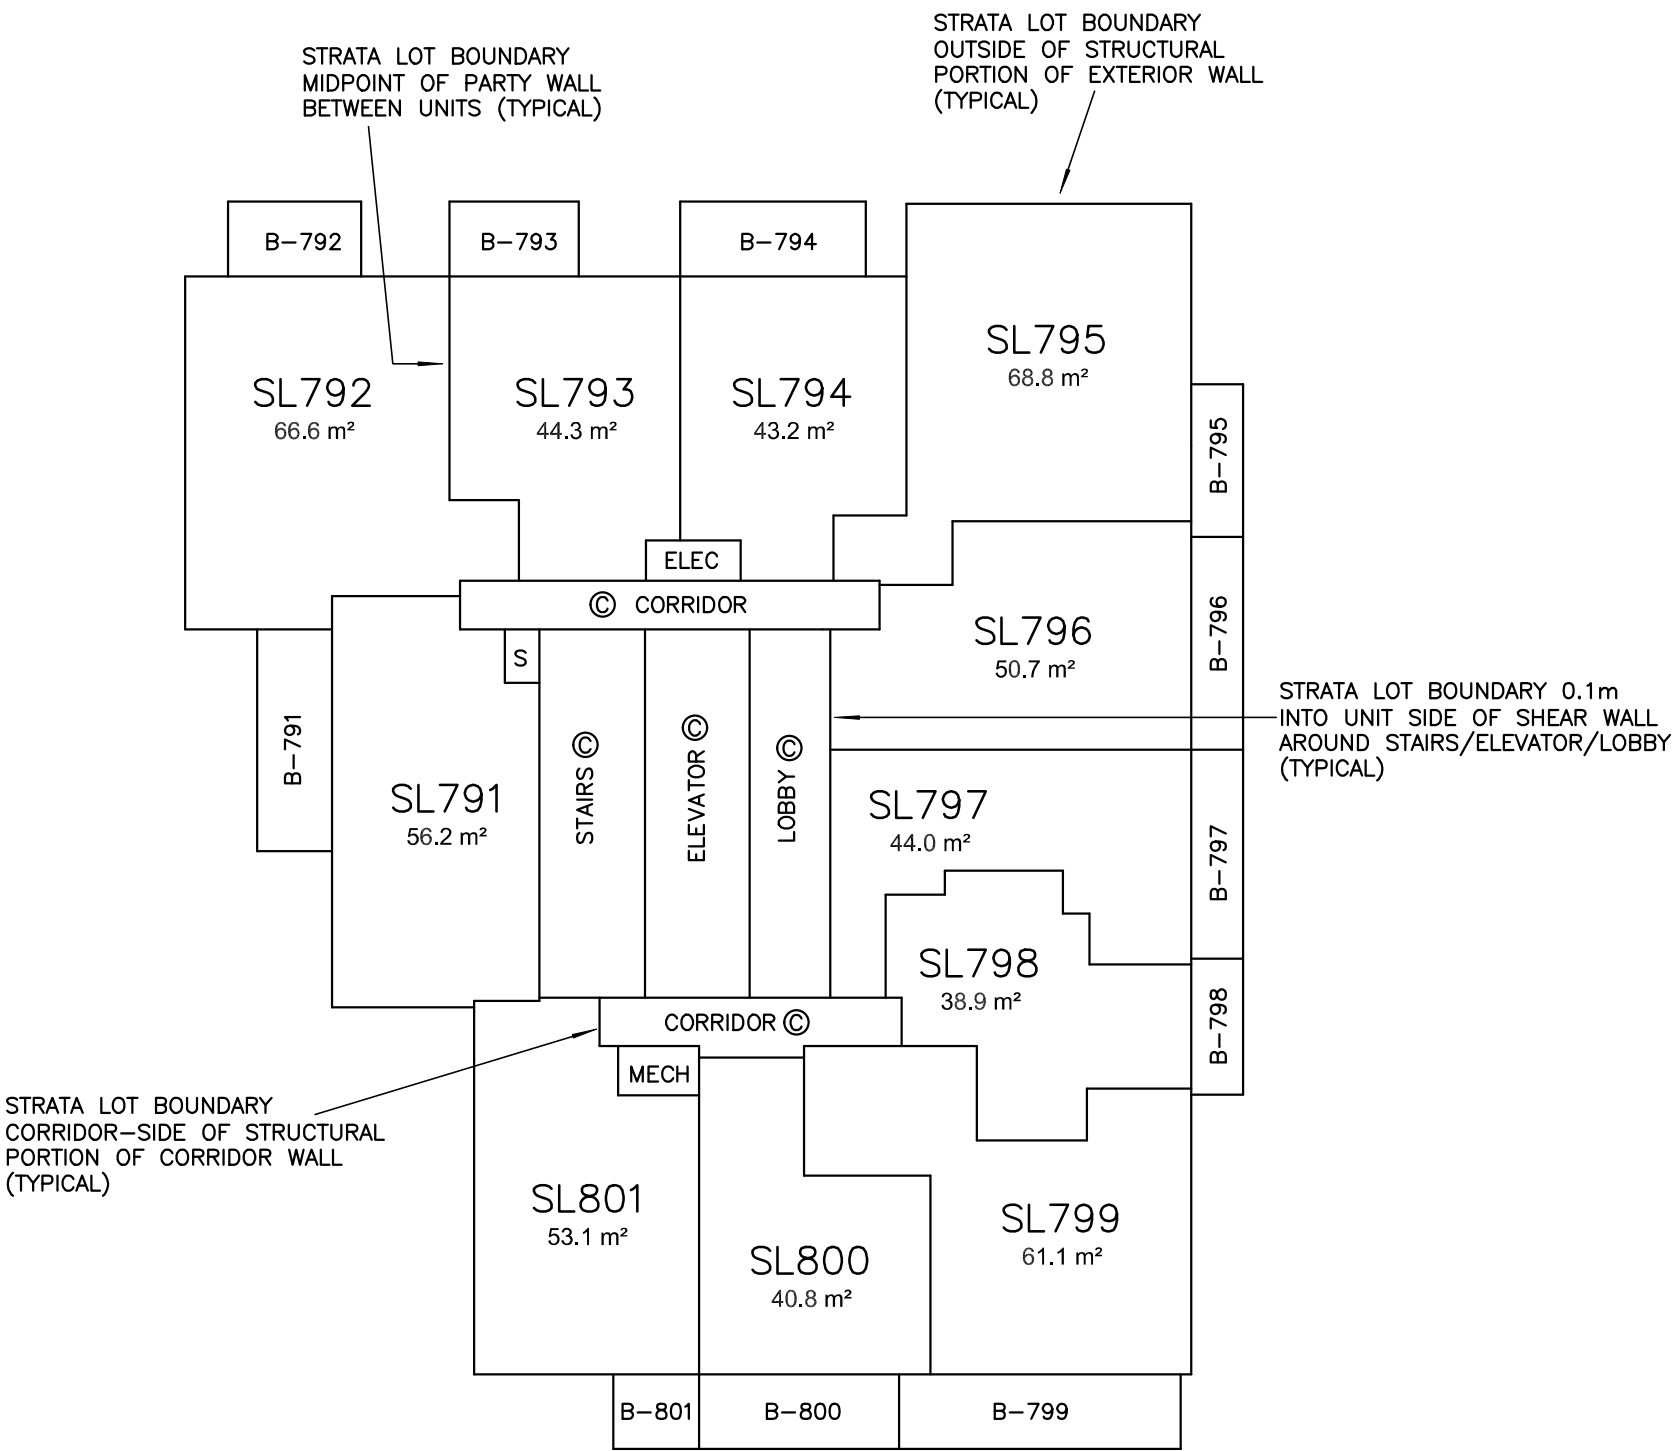 STRATA LOT BOUNDARY
OUTSIDE OF STRUCTURAL
PORTION OF EXTERIOR WALL
(TYPICAL)
STRATA LOT BOUNDARY
MIDPOINT OF PARTY WALL
BETWEEN UNITS (TYPICAL)
B-792
B-793
B-794
SL795
68.8 m²
SL792
66.6 m²
SL793
44.3 m²
SL794
43.2 m²
B-795
ELEC
© CORRIDOR
SL796
50.7 m²
B-796
S
STRATA LOT BOUNDARY 0.1m
INTO UNIT SIDE OF SHEAR WALL
AROUND STAIRS/ELEVATOR/LOBBY
(TYPICAL)
B-791
SL791
56.2 m²
STAIRS ©
ELEVATOR ©
LOBBY ©
SL797
44.0 m²
B-797
SL798
38.9 m²
B-798
CORRIDOR ©
MECH
STRATA LOT BOUNDARY
CORRIDOR-SIDE OF STRUCTURAL
PORTION OF CORRIDOR WALL
(TYPICAL)
SL801
53.1 m²
SL800
40.8 m²
SL799
61.1 m²
B-801
B-800
B-799